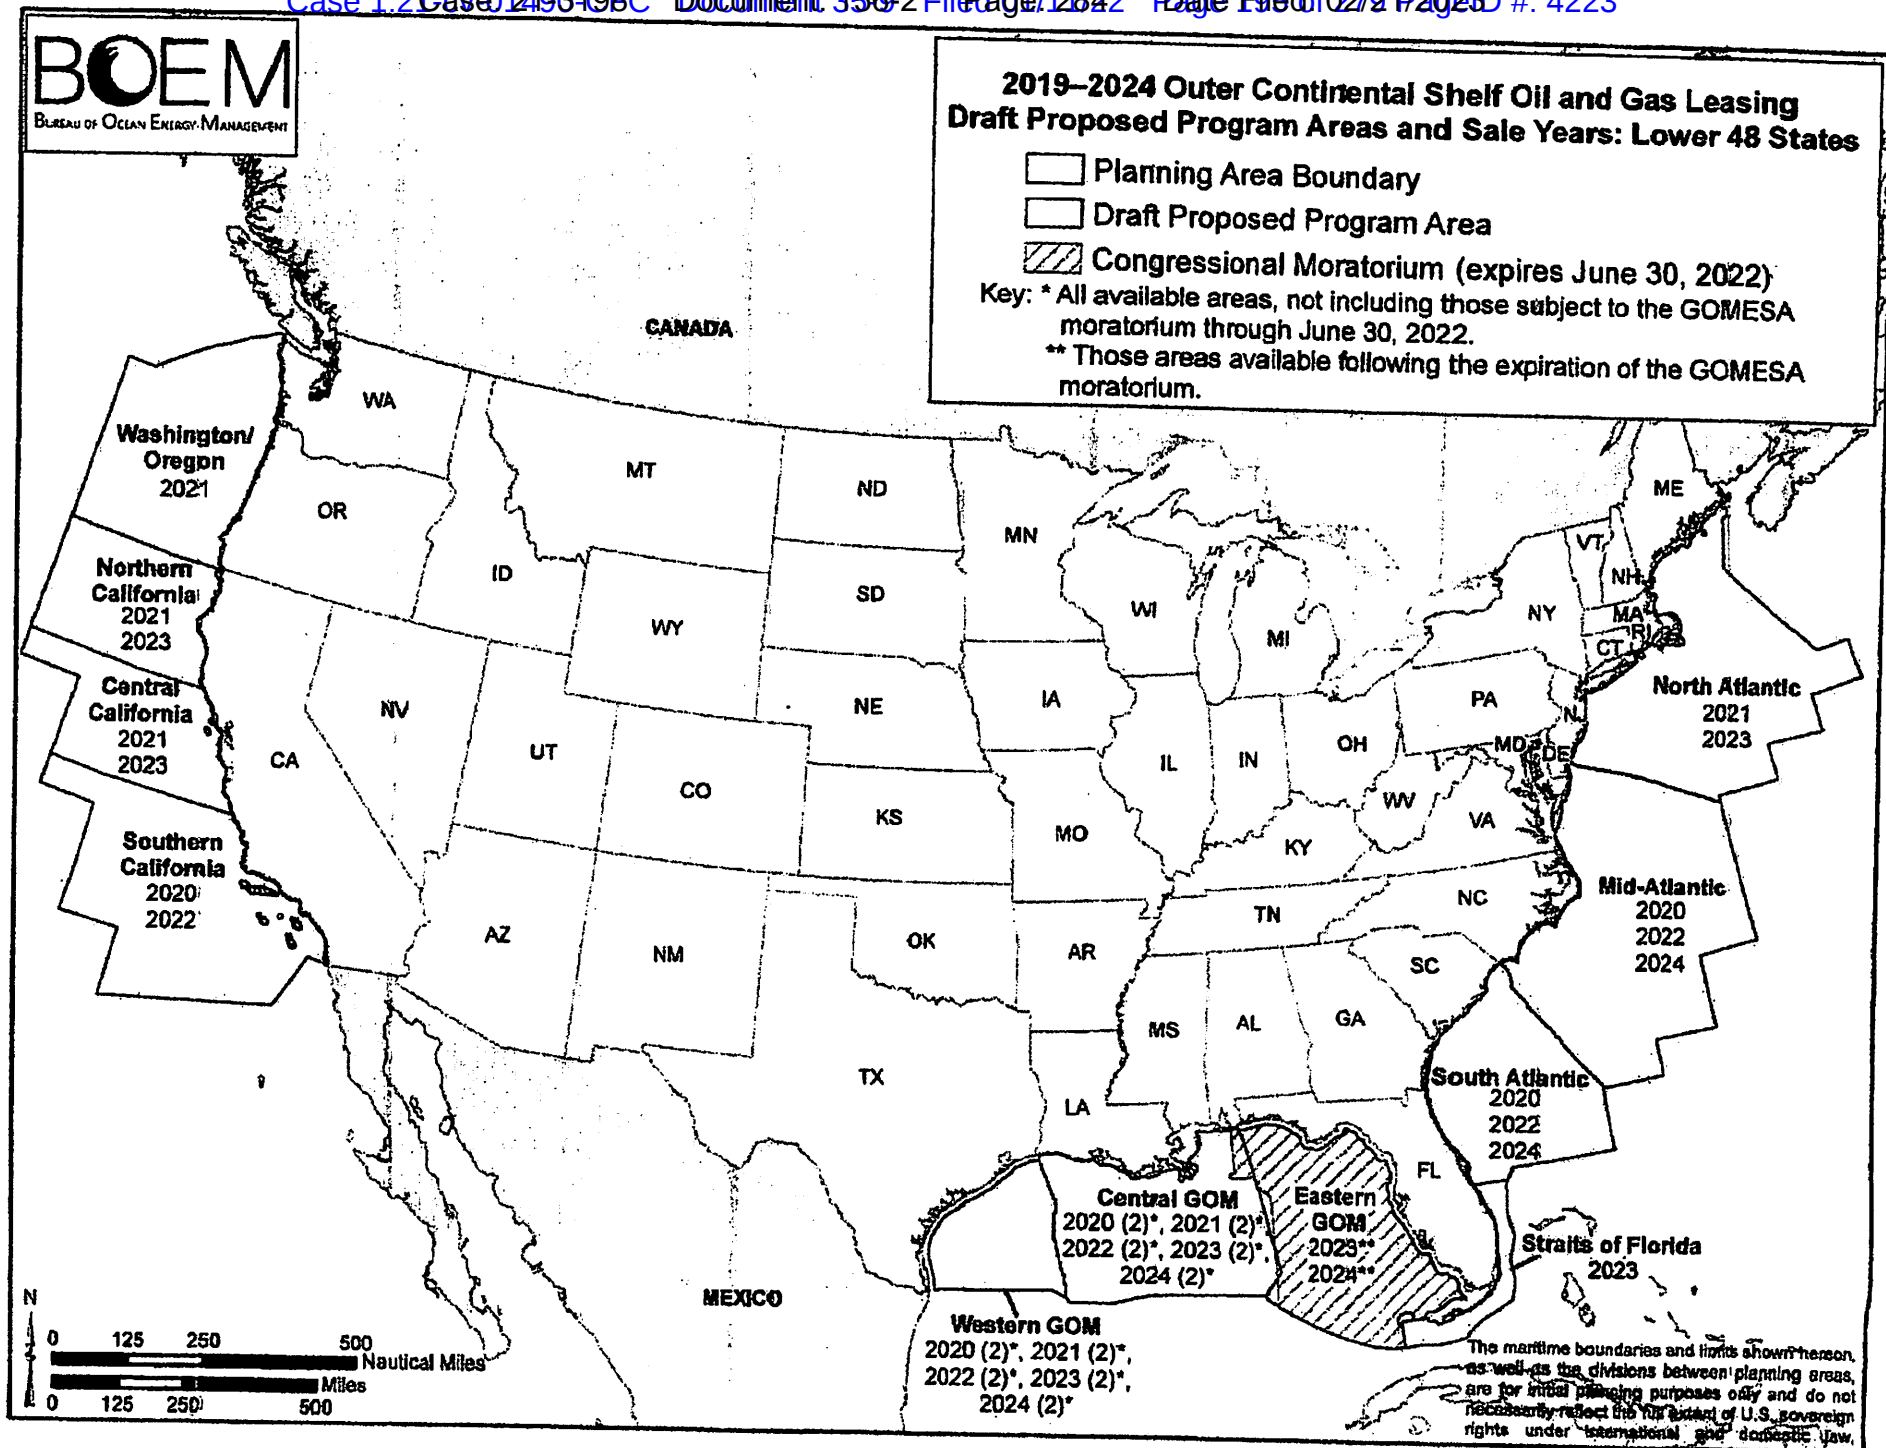 BOEM
BUREAU OF OCEAN ENERGY MANAGEMENT
2019–2024 Outer Continental Shelf Oil and Gas Leasing
Draft Proposed Program Areas and Sale Years: Lower 48 States
Planning Area Boundary
Draft Proposed Program Area
Congressional Moratorium (expires June 30, 2022)
Key: * All available areas, not including those subject to the GOMESA
moratorium through June 30, 2022.
** Those areas available following the expiration of the GOMESA
moratorium.
CANADA
WA
MT
ND
MN
ME
OR
ID
SD
WI
MI
VT
NH
NY
MA
RI
CT
WY
IA
NE
PA
NV
UT
CA
CO
KS
MO
IL
IN
OH
MD
DE
WV
VA
KY
AZ
NM
OK
AR
TN
NC
SC
MS
AL
GA
TX
LA
FL
MEXICO
Washington/
Oregon
2021
Northern
California
2021
2023
Central
California
2021
2023
Southern
California
2020
2022
North Atlantic
2021
2023
Mid-Atlantic
2020
2022
2024
South Atlantic
2020
2022
2024
Straits of Florida
2023
Central GOM
2020 (2)*, 2021 (2)*,
2022 (2)*, 2023 (2)*,
2024 (2)*
Eastern
GOM
2023**
2024**
Western GOM
2020 (2)*, 2021 (2)*,
2022 (2)*, 2023 (2)*,
2024 (2)*
N
0 125 250 500
Nautical Miles
Miles
0 125 250 500
The maritime boundaries and limits shown hereon,
as well as the divisions between planning areas,
are for initial planning purposes only and do not
necessarily reflect the full extent of U.S. sovereign
rights under international and domestic law.